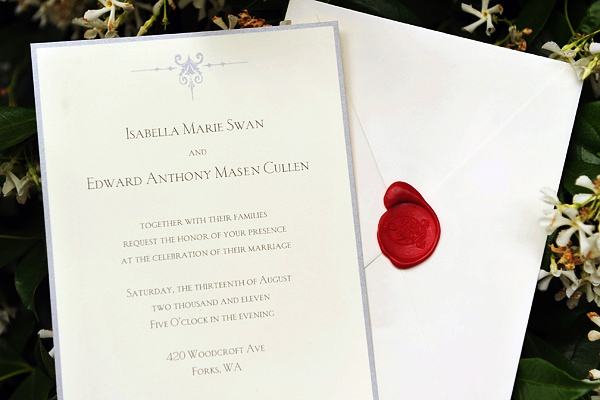 Isabella Marie Swan
and
Edward Anthony Masen Cullen
together with their families
request the honor of your presence
at the celebration of their marriage
Saturday, the thirteenth of August
two thousand and eleven
Five O'clock in the evening
420 Woodcroft Ave
Forks, WA